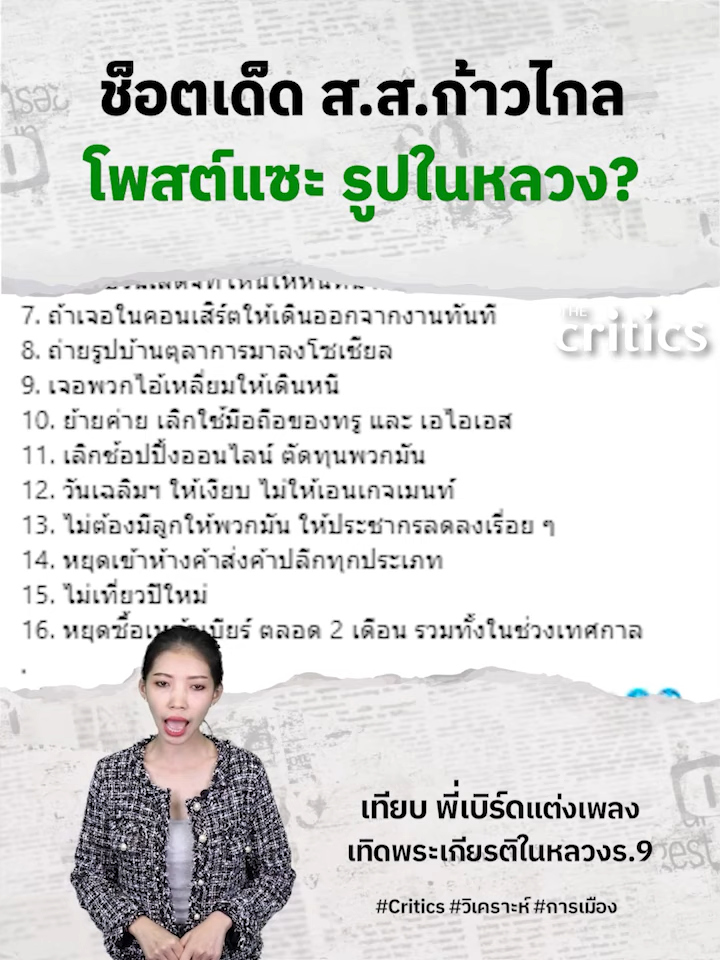 ช็อตเด็ด ส.ส.ก้าวไกล
โพสต์แซะ รูปในหลวง?
THE
critics
7. ถ้าเจอในคอนเสิร์ตให้เดินออกจากงานทันที
8. ถ่ายรูปบ้านตุลาการมาลงโซเชียล
9. เจอพวกไอ้เหลี่ยมให้เดินหนี
10. ย้ายค่าย เลิกใช้มือถือของทรู และ เอไอเอส
11. เลิกช้อปปิ้งออนไลน์ ตัดทุนพวกมัน
12. วันเฉลิมฯ ให้เงียบ ไม่ให้เอนเกจเมนท์
13. ไม่ต้องมีลูกให้พวกมัน ให้ประชากรลดลงเรื่อย ๆ
14. หยุดเข้าห้างค้าส่งค้าปลีกทุกประเภท
15. ไม่เที่ยวปีใหม่
16. หยุดซื้อเหล้าเบียร์ ตลอด 2 เดือน รวมทั้งในช่วงเทศกาล
เทียบ พี่เบิร์ดแต่งเพลง
เทิดพระเกียรติในหลวงร.9
#Critics #วิเคราะห์ #การเมือง